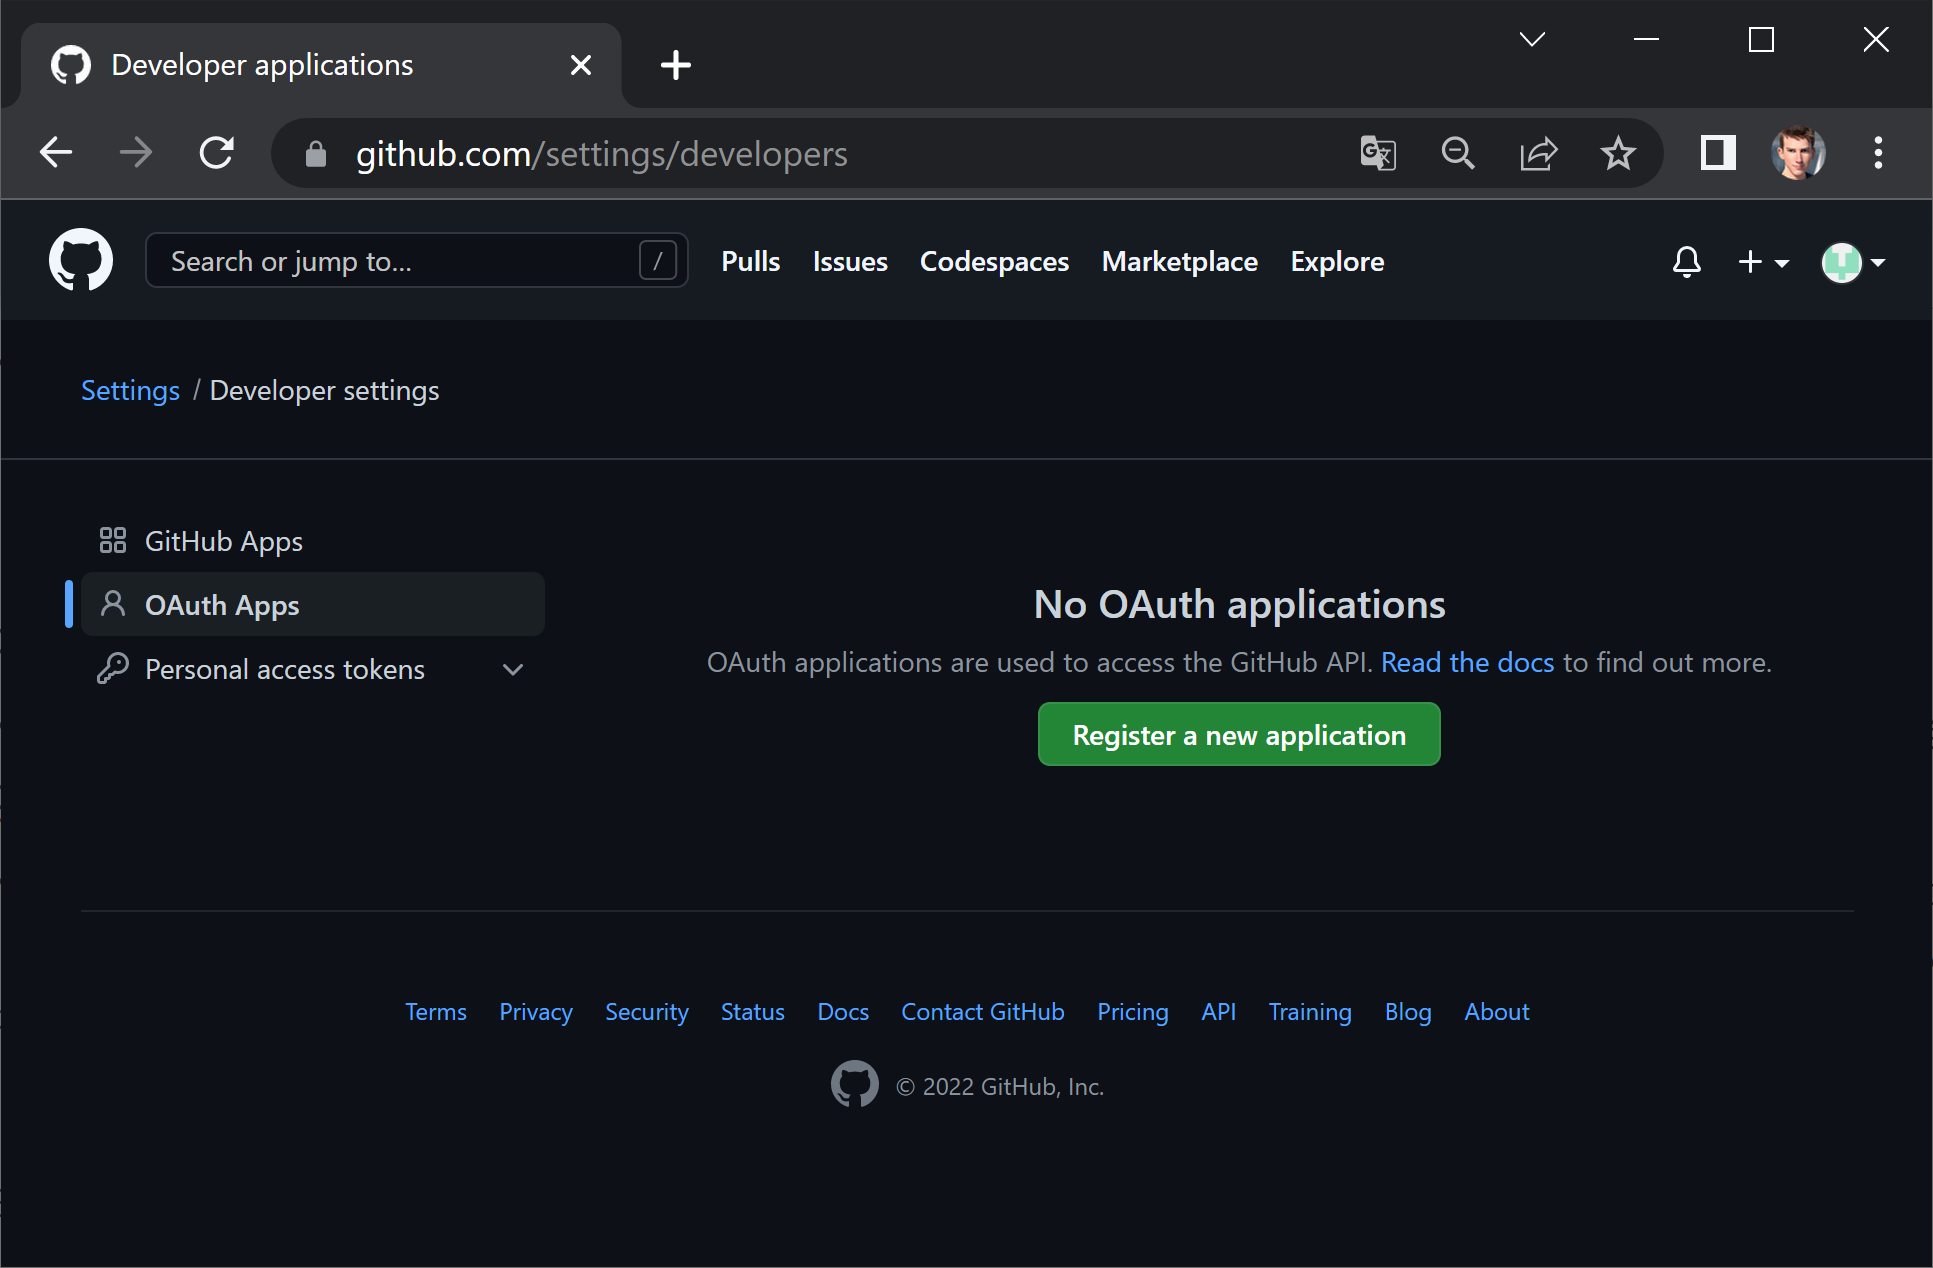 Developer applications
github.com/settings/developers
Search or jump to... / Pulls Issues Codespaces Marketplace Explore
Settings / Developer settings
GitHub Apps
OAuth Apps
Personal access tokens
No OAuth applications
OAuth applications are used to access the GitHub API. Read the docs to find out more.
Register a new application
Terms Privacy Security Status Docs Contact GitHub Pricing API Training Blog About
© 2022 GitHub, Inc.